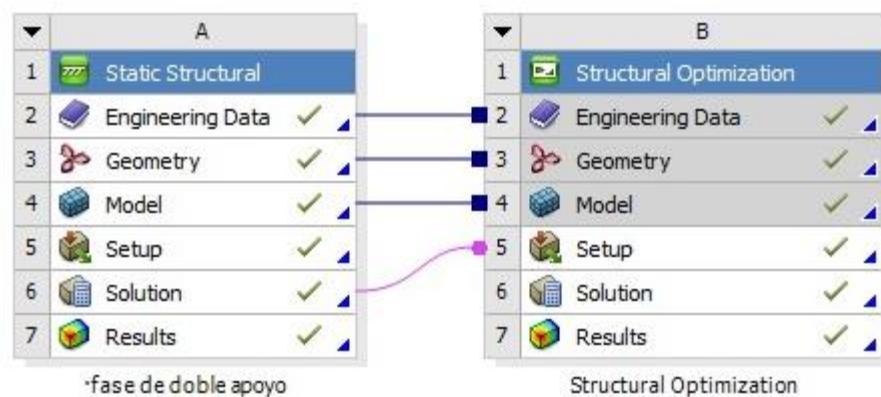 A
1 Static Structural
2 Engineering Data
3 Geometry
4 Model
5 Setup
6 Solution
7 Results
·fase de doble apoyo
B
1 Structural Optimization
2 Engineering Data
3 Geometry
4 Model
5 Setup
6 Solution
7 Results
Structural Optimization